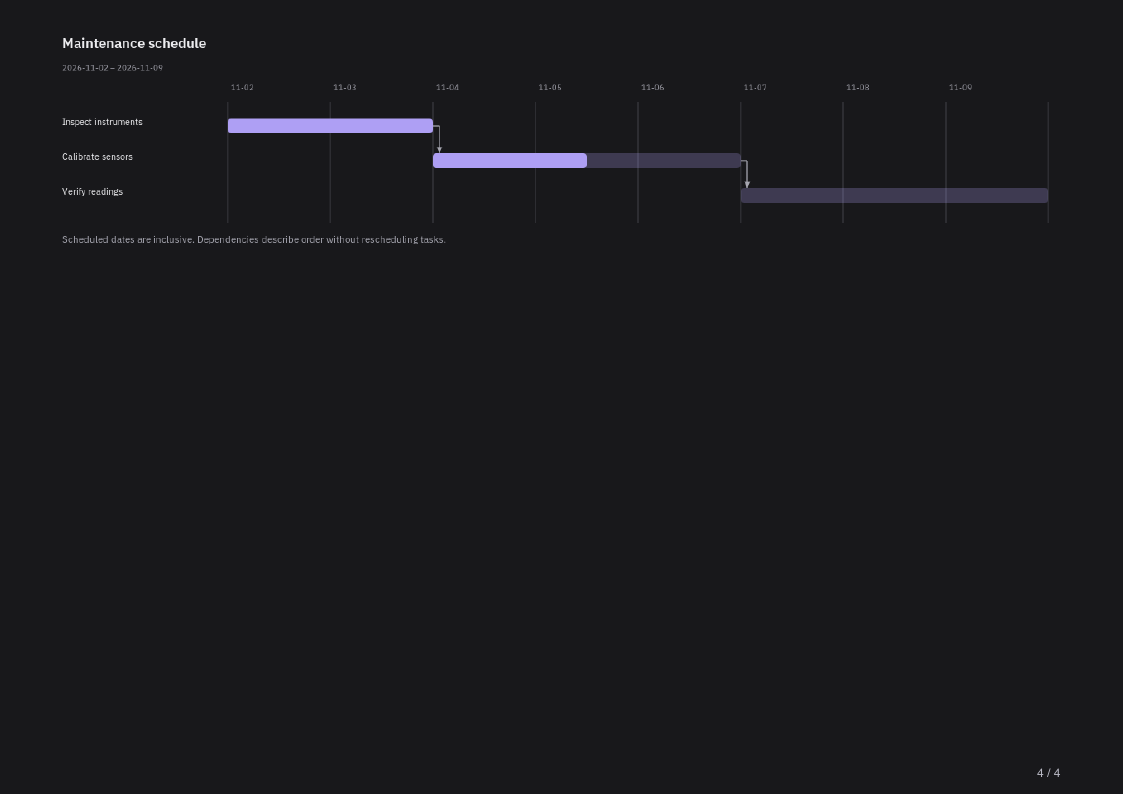 Maintenance schedule
2026-11-02 – 2026-11-09
11-02 11-03 11-04 11-05 11-06 11-07 11-08 11-09
Inspect instruments
Calibrate sensors
Verify readings
Scheduled dates are inclusive. Dependencies describe order without rescheduling tasks.
4 / 4